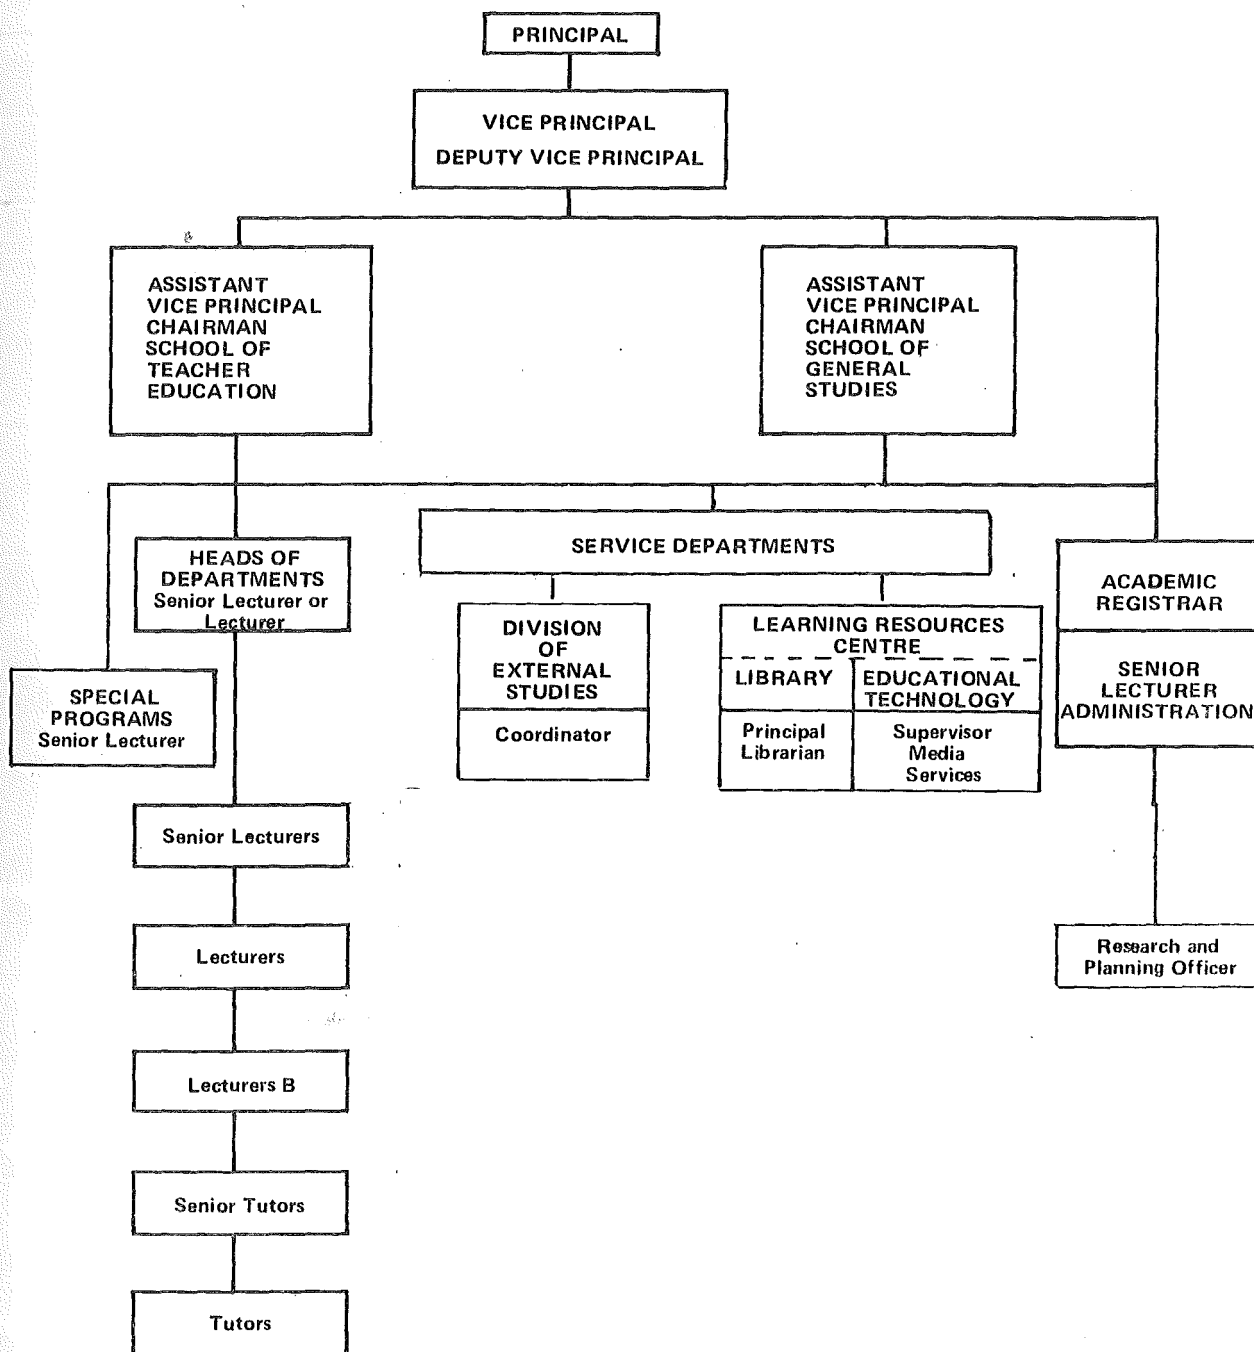 PRINCIPAL
VICE PRINCIPAL
DEPUTY VICE PRINCIPAL
ASSISTANT
VICE PRINCIPAL
CHAIRMAN
SCHOOL OF
TEACHER
EDUCATION
ASSISTANT
VICE PRINCIPAL
CHAIRMAN
SCHOOL OF
GENERAL
STUDIES
HEADS OF
DEPARTMENTS
Senior Lecturer or
Lecturer
SERVICE DEPARTMENTS
ACADEMIC
REGISTRAR
SENIOR
LECTURER
ADMINISTRATION
DIVISION
OF
EXTERNAL
STUDIES
Coordinator
LEARNING RESOURCES
CENTRE
LIBRARY
EDUCATIONAL
TECHNOLOGY
Principal
Librarian
Supervisor
Media
Services
SPECIAL
PROGRAMS
Senior Lecturer
Senior Lecturers
Lecturers
Research and
Planning Officer
Lecturers B
Senior Tutors
Tutors